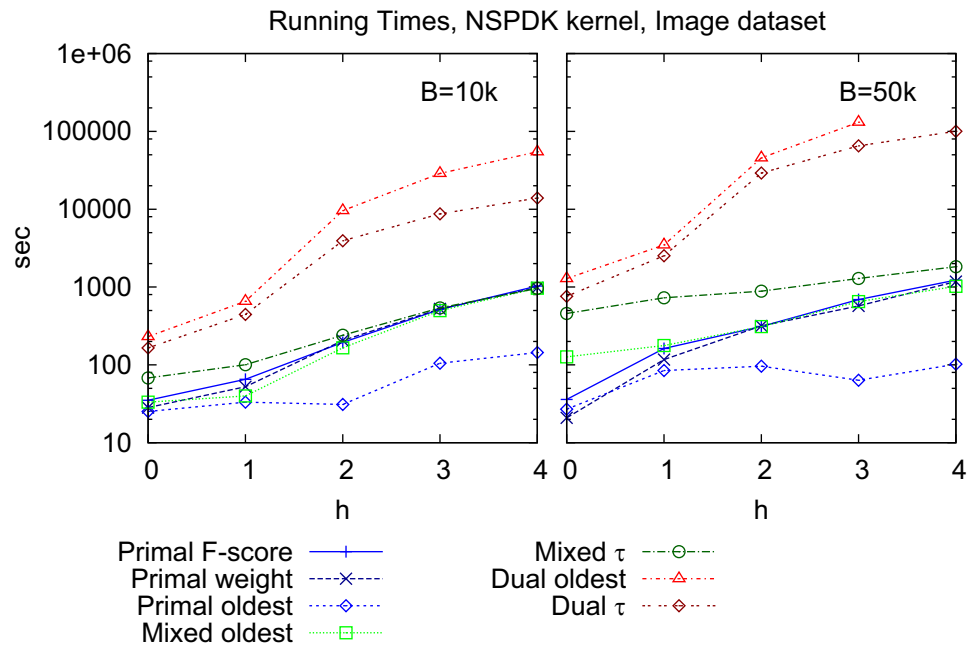 Running Times, NSPDK kernel, Image dataset
1e+06
100000
10000
1000
100
10
sec
B=10k
0 1 2 3 4
h
B=50k
0 1 2 3 4
h
Primal F-score
Primal weight
Primal oldest
Mixed oldest
Mixed τ
Dual oldest
Dual τ